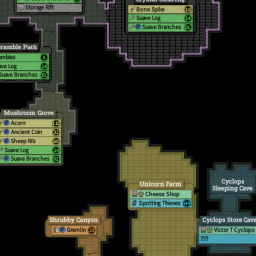 Storage Rift
Crystal Clearing
Bone Spike
Suave Log
Suave Branches
Bramble Path
Suave Log
Suave Branches
Mushroom Grove
Acorn
Ancient Coin
Sheep Rib
Suave Log
Suave Branches
Unicorn Farm
Cheese Shop
Spotting Thieves
Cyclops
Sleeping Cave
Shrubby Canyon
Gremlin
Cyclops Store Cave
Victor T Cyclops
???